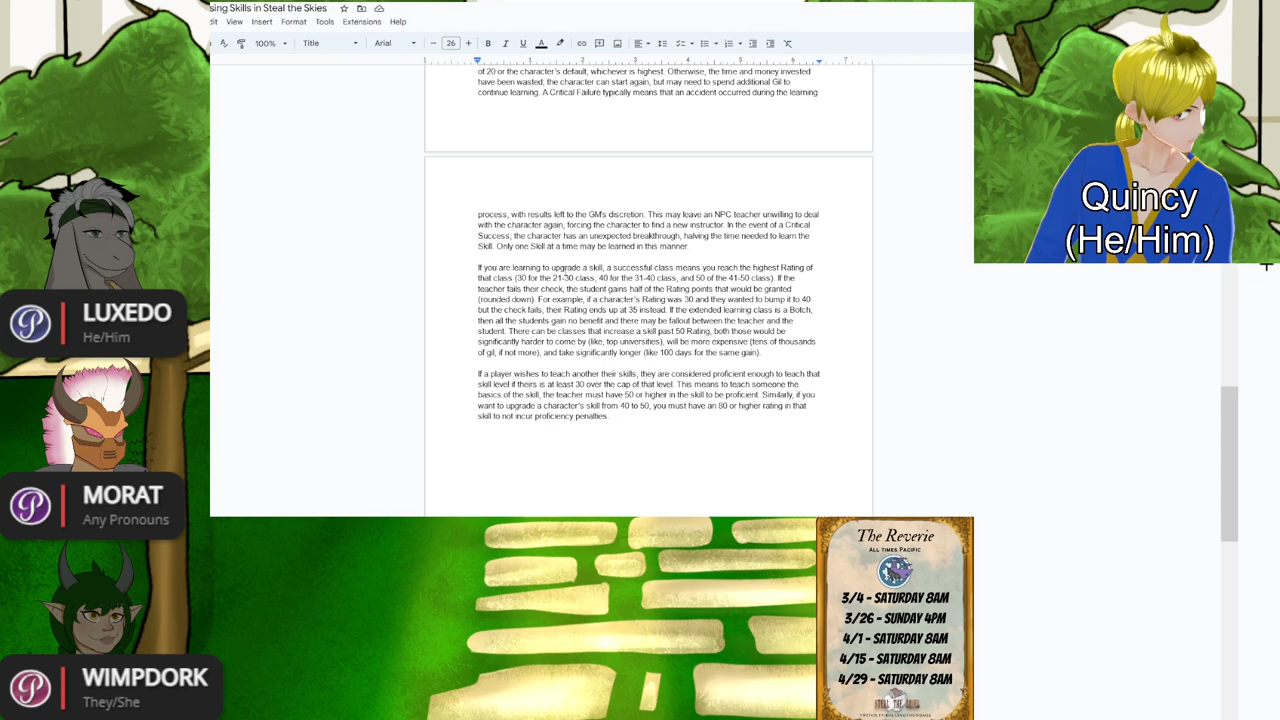 sing Skills in Steal the Skies
dit View Insert Format Tools Extensions Help
100% Title Arial 26 B I U A
1 1 2 3 4 5 6 7
of 20 or the character's default, whichever is highest. Otherwise, the time and money invested
have been wasted; the character can start again, but may need to spend additional Gil to
continue learning. A Critical Failure typically means that an accident occurred during the learning
process, with results left to the GM's discretion. This may leave an NPC teacher unwilling to deal
with the character again, forcing the character to find a new instructor. In the event of a Critical
Success, the character has an unexpected breakthrough, halving the time needed to learn the
Skill. Only one Skill at a time may be learned in this manner.
If you are learning to upgrade a skill, a successful class means you reach the highest Rating of
that class (30 for the 21-30 class, 40 for the 31-40 class, and 50 of the 41-50 class). If the
teacher fails their check, the student gains half of the Rating points that would be granted
(rounded down). For example, if a character's Rating was 30 and they wanted to bump it to 40
but the check fails, their Rating ends up at 35 instead. If the extended learning class is a Botch,
then all the students gain no benefit and there may be fallout between the teacher and the
student. There can be classes that increase a skill past 50 Rating, both those would be
significantly harder to come by (like, top universities), will be more expensive (tens of thousands
of gil, if not more), and take significantly longer (like 100 days for the same gain).
If a player wishes to teach another their skills, they are considered proficient enough to teach that
skill level if theirs is at least 30 over the cap of that level. This means to teach someone the
basics of the skill, the teacher must have 50 or higher in the skill to be proficient. Similarly, if you
want to upgrade a character's skill from 40 to 50, you must have an 80 or higher rating in that
skill to not incur proficiency penalties.
Quincy
(He/Him)
LUXEDO
He/Him
MORAT
Any Pronouns
WIMPDORK
They/She
The Reverie
ALL TIMES PACIFIC
3/4 - SATURDAY 8AM
3/26 - SUNDAY 4PM
4/1 - SATURDAY 8AM
4/15 - SATURDAY 8AM
4/29 - SATURDAY 8AM
STEAL THE SKIES